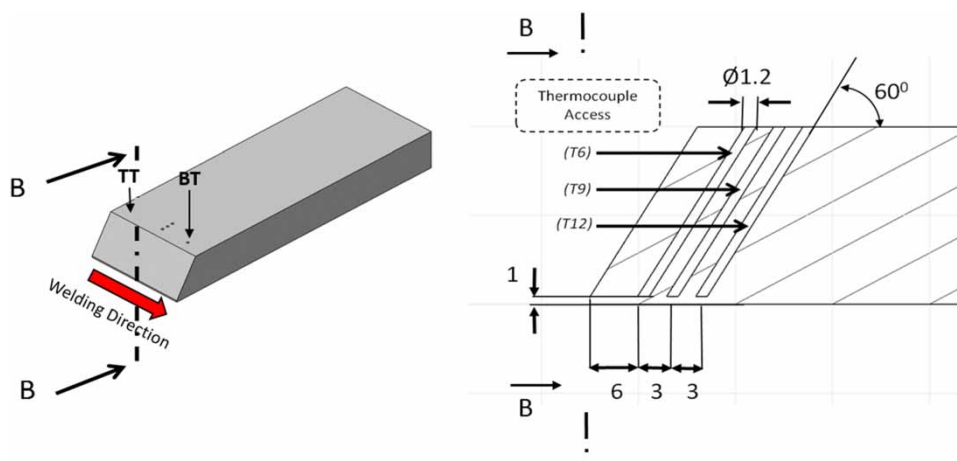 B
TT
BT
Welding Direction
B
B
Thermocouple
Access
Ø1.2
60⁰
(T6)
(T9)
(T12)
1
6 3 3
B